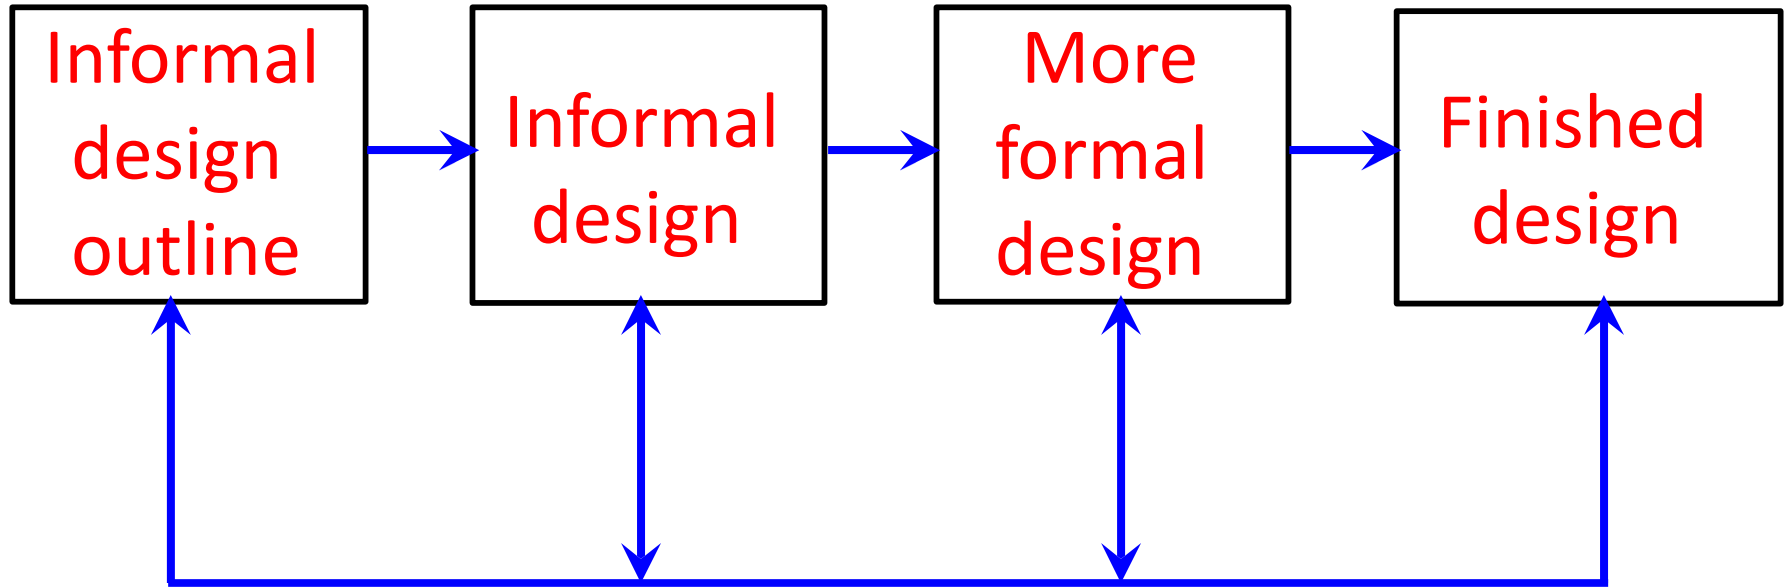 Informal
design
outline
Informal
design
More
formal
design
Finished
design